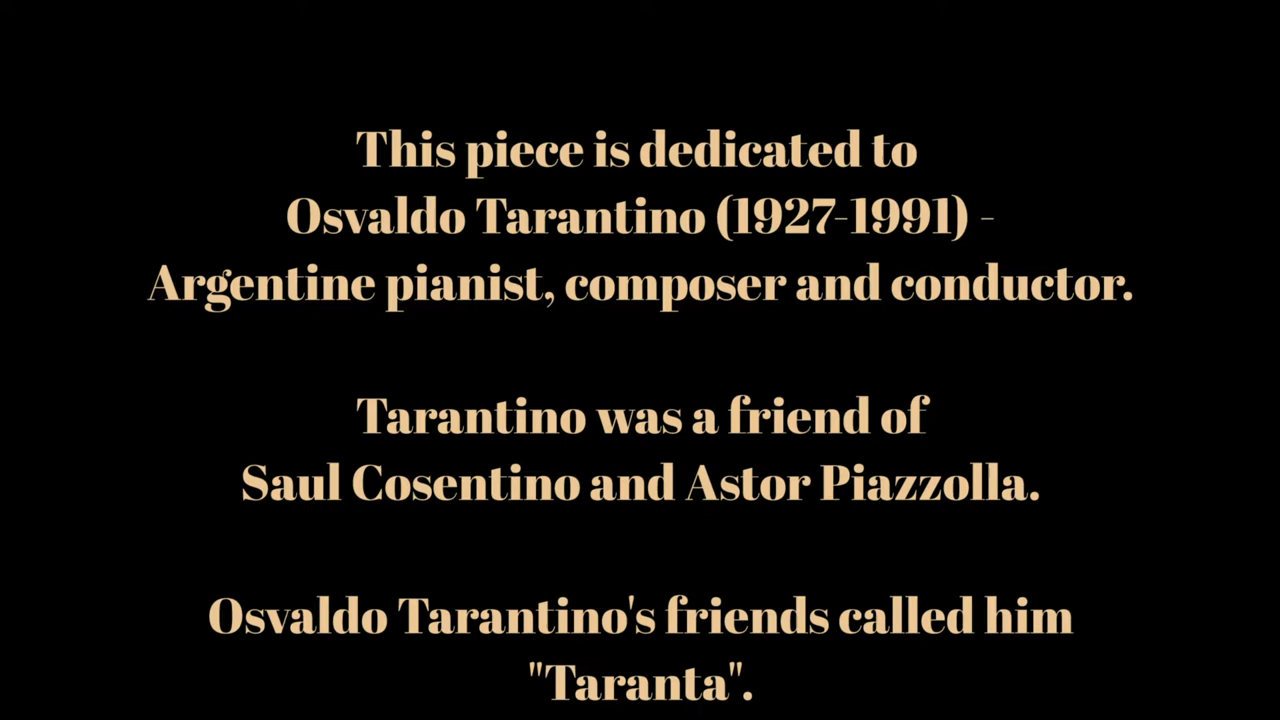 This piece is dedicated to
Osvaldo Tarantino (1927-1991) -
Argentine pianist, composer and conductor.
Tarantino was a friend of
Saul Cosentino and Astor Piazzolla.
Osvaldo Tarantino's friends called him
"Taranta".